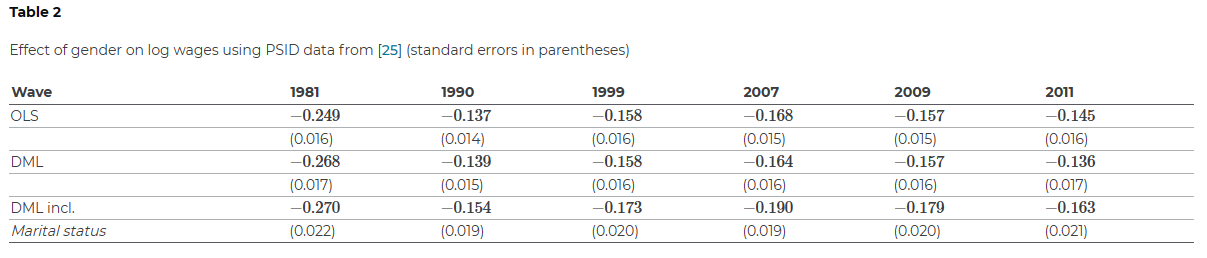 Table 2
Effect of gender on log wages using PSID data from [25] (standard errors in parentheses)
Wave 1981 1990 1999 2007 2009 2011
OLS −0.249 −0.137 −0.158 −0.168 −0.157 −0.145
(0.016) (0.014) (0.016) (0.015) (0.015) (0.016)
DML −0.268 −0.139 −0.158 −0.164 −0.157 −0.136
(0.017) (0.015) (0.016) (0.016) (0.016) (0.017)
DML incl. −0.270 −0.154 −0.173 −0.190 −0.179 −0.163
Marital status (0.022) (0.019) (0.020) (0.019) (0.020) (0.021)